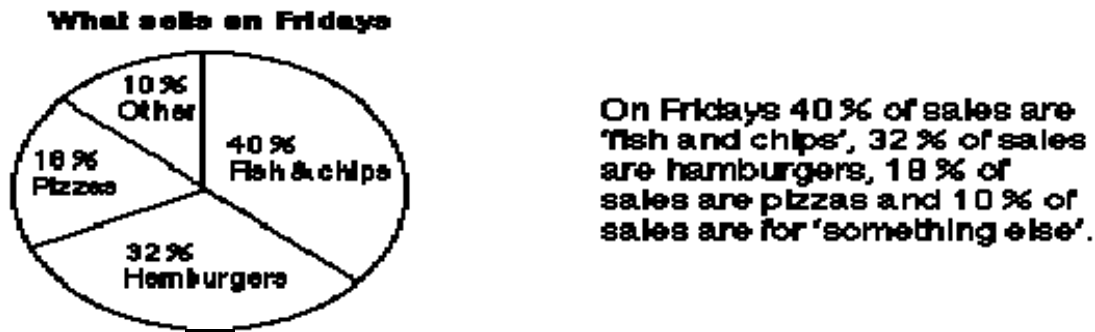 What sells on Fridays
10 %
Other
40 %
Fish & chips
18 %
Pizzas
32 %
Hamburgers
On Fridays 40 % of sales are
'fish and chips', 32 % of sales
are hamburgers, 18 % of
sales are pizzas and 10 % of
sales are for 'something else'.